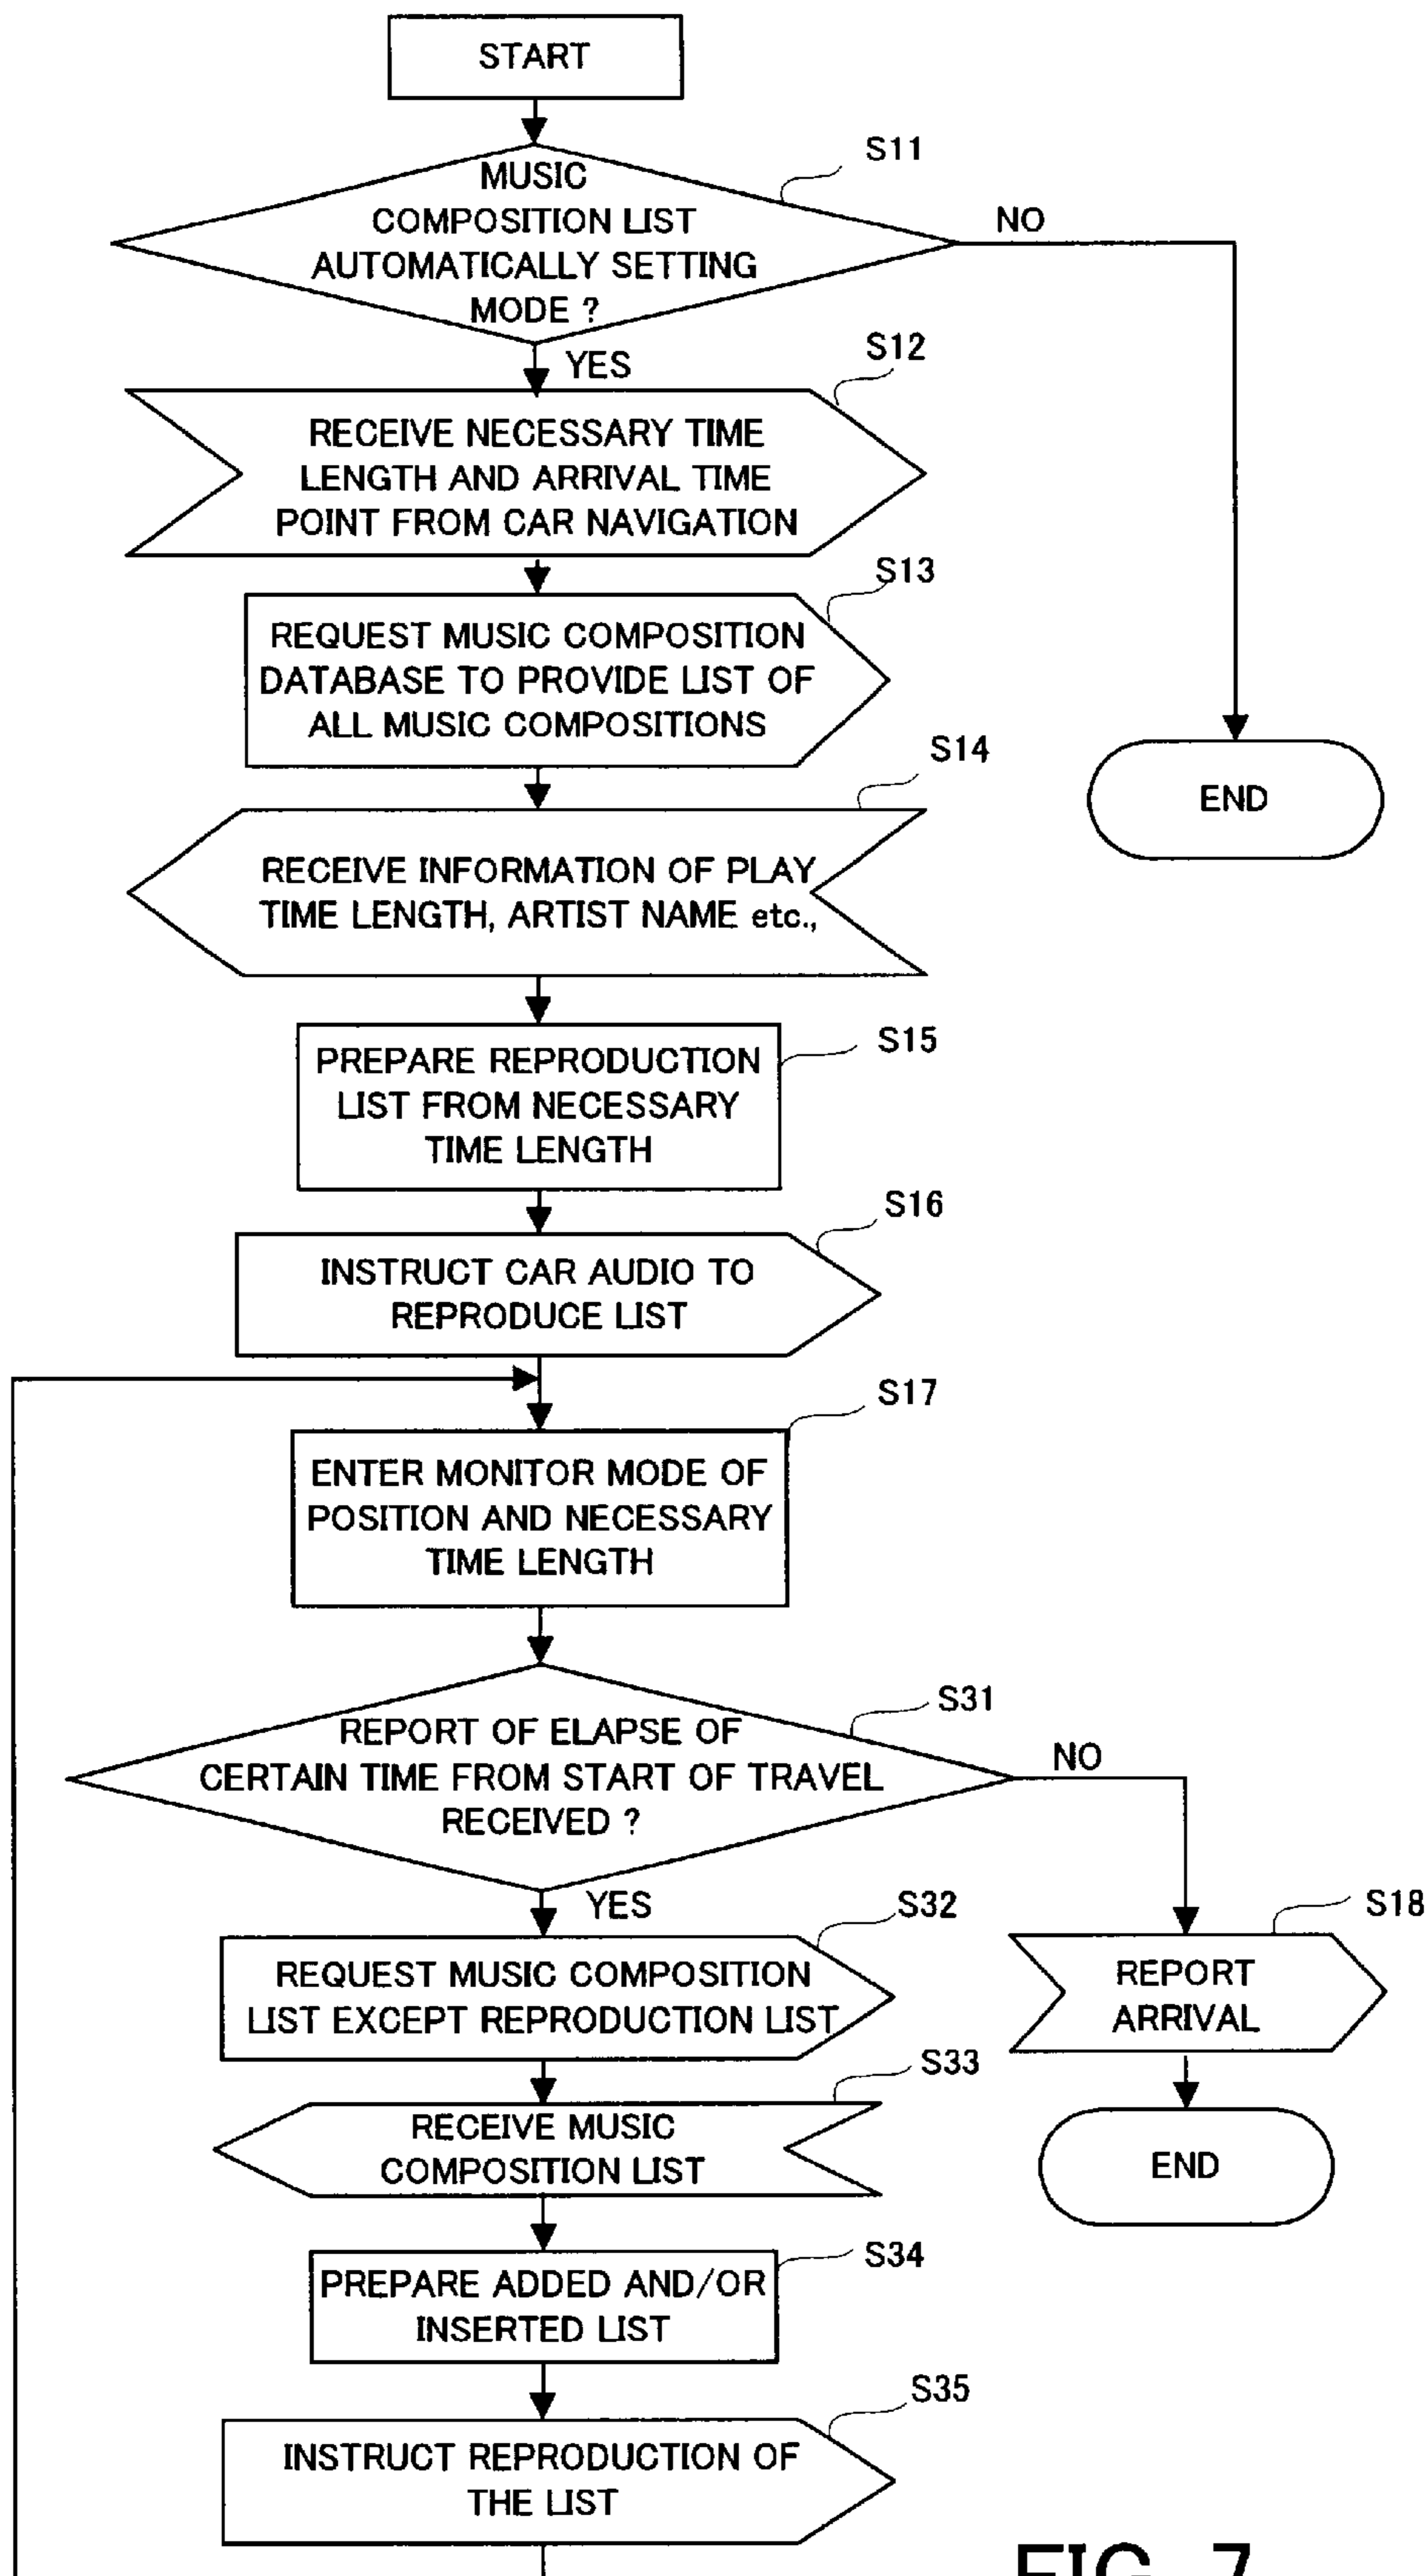 START
S11
MUSIC
COMPOSITION LIST
AUTOMATICALLY SETTING
MODE ?
NO
YES
S12
RECEIVE NECESSARY TIME
LENGTH AND ARRIVAL TIME
POINT FROM CAR NAVIGATION
S13
REQUEST MUSIC COMPOSITION
DATABASE TO PROVIDE LIST OF
ALL MUSIC COMPOSITIONS
S14
END
RECEIVE INFORMATION OF PLAY
TIME LENGTH, ARTIST NAME etc.,
S15
PREPARE REPRODUCTION
LIST FROM NECESSARY
TIME LENGTH
S16
INSTRUCT CAR AUDIO TO
REPRODUCE LIST
S17
ENTER MONITOR MODE OF
POSITION AND NECESSARY
TIME LENGTH
S31
REPORT OF ELAPSE OF
CERTAIN TIME FROM START OF TRAVEL
RECEIVED ?
NO
YES
S32
REQUEST MUSIC COMPOSITION
LIST EXCEPT REPRODUCTION LIST
S18
REPORT
ARRIVAL
S33
RECEIVE MUSIC
COMPOSITION LIST
END
S34
PREPARE ADDED AND/OR
INSERTED LIST
S35
INSTRUCT REPRODUCTION OF
THE LIST
FIG. 7